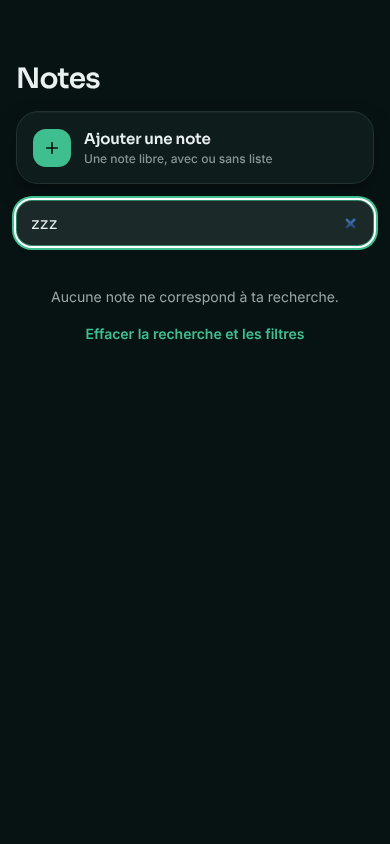 Notes
Ajouter une note
Une note libre, avec ou sans liste
zzz
Aucune note ne correspond à ta recherche.
Effacer la recherche et les filtres